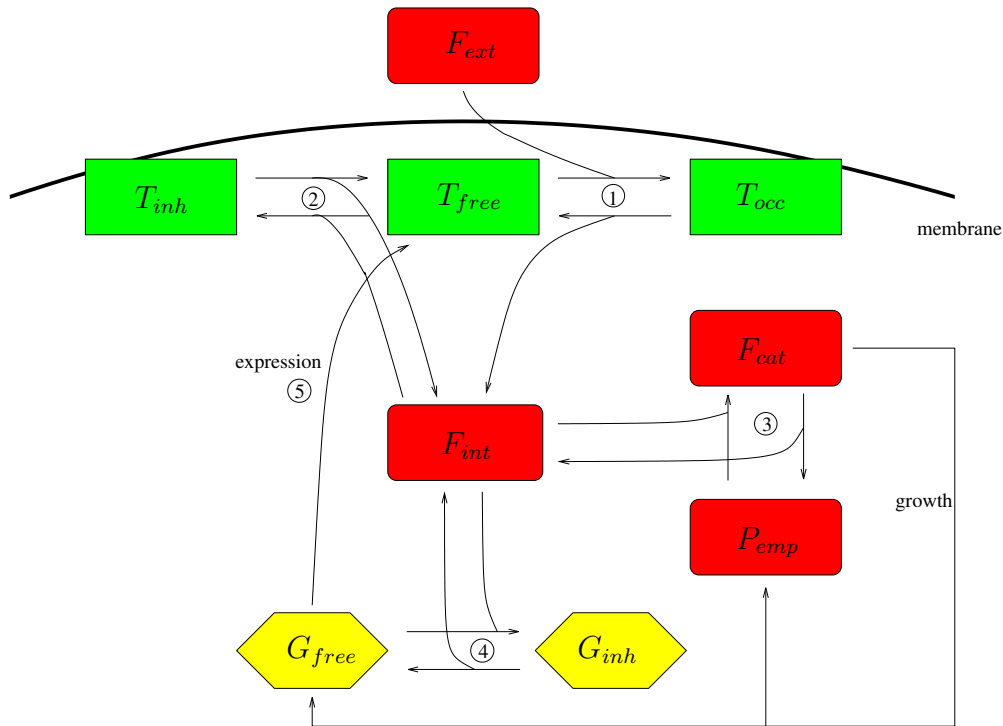 F_ext
T_inh
②
T_free
①
T_occ
membrane
expression
⑤
F_cat
③
F_int
growth
P_emp
G_free
④
G_inh